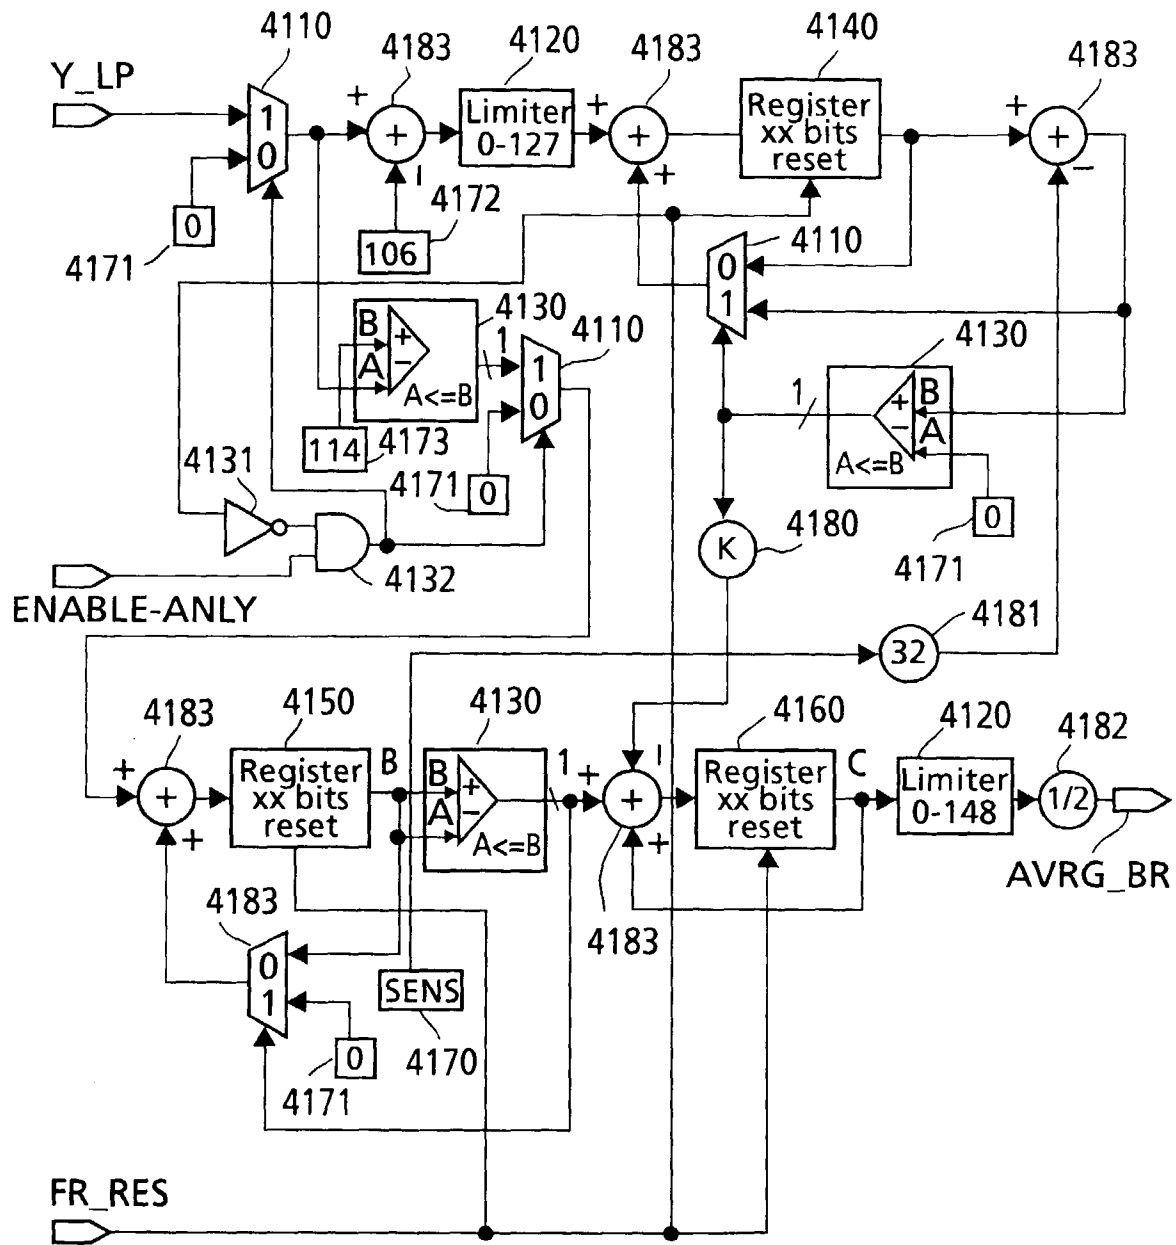 4110
4183
4120
4183
4140
4183
Y_LP
+
+
+
1
0
+
Limiter
0-127
+
Register
xx bits
reset
+
4172
+
−
0
4171
106
4110
0
1
4130
4110
1
B
A
+
−
A<=B
1
0
4130
1
B
A
+
−
A<=B
114
4173
4131
4171
0
0
4171
K
4180
4132
ENABLE-ANLY
4181
32
4183
4150
4130
4160
4120
4182
+
+
+
Register
xx bits
reset
B
B
A
+
−
A<=B
1
+
+
+
Register
xx bits
reset
C
Limiter
0-148
1/2
AVRG_BR
4183
4183
0
1
SENS
4170
0
4171
FR_RES